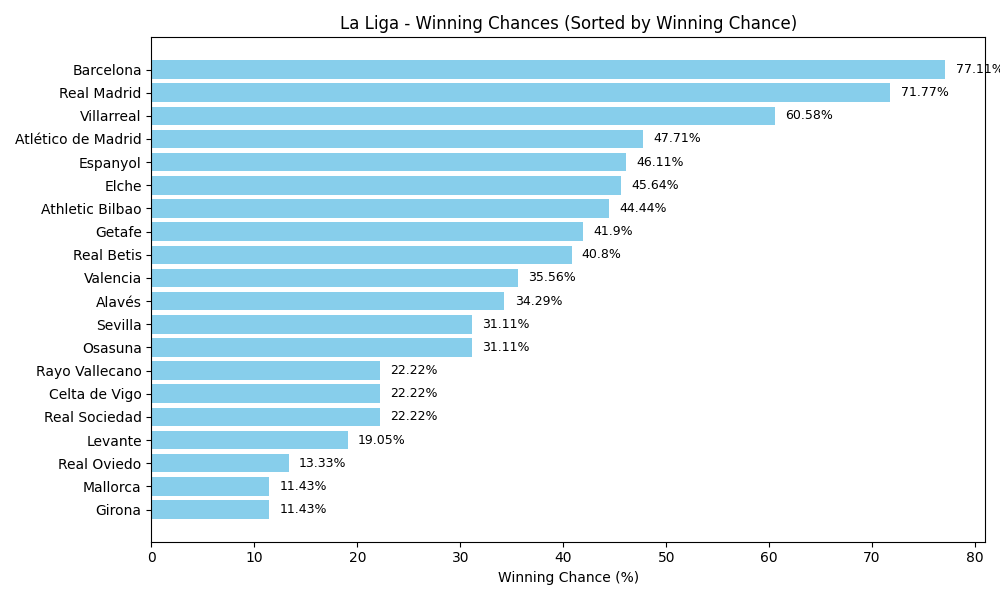 La Liga - Winning Chances (Sorted by Winning Chance)
Barcelona 77.11%
Real Madrid 71.77%
Villarreal 60.58%
Atlético de Madrid 47.71%
Espanyol 46.11%
Elche 45.64%
Athletic Bilbao 44.44%
Getafe 41.9%
Real Betis 40.8%
Valencia 35.56%
Alavés 34.29%
Sevilla 31.11%
Osasuna 31.11%
Rayo Vallecano 22.22%
Celta de Vigo 22.22%
Real Sociedad 22.22%
Levante 19.05%
Real Oviedo 13.33%
Mallorca 11.43%
Girona 11.43%
0 10 20 30 40 50 60 70 80
Winning Chance (%)